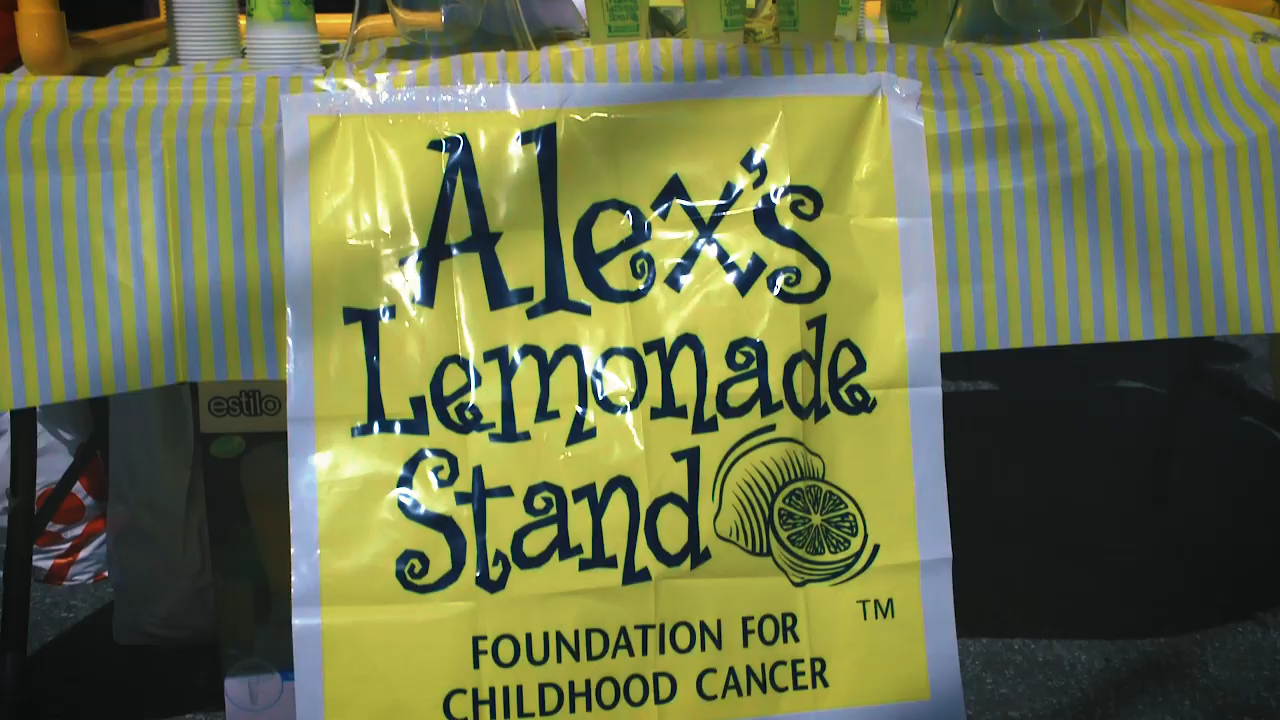 Alex's
Lemonade
Stand
TM
FOUNDATION FOR
CHILDHOOD CANCER
estilo